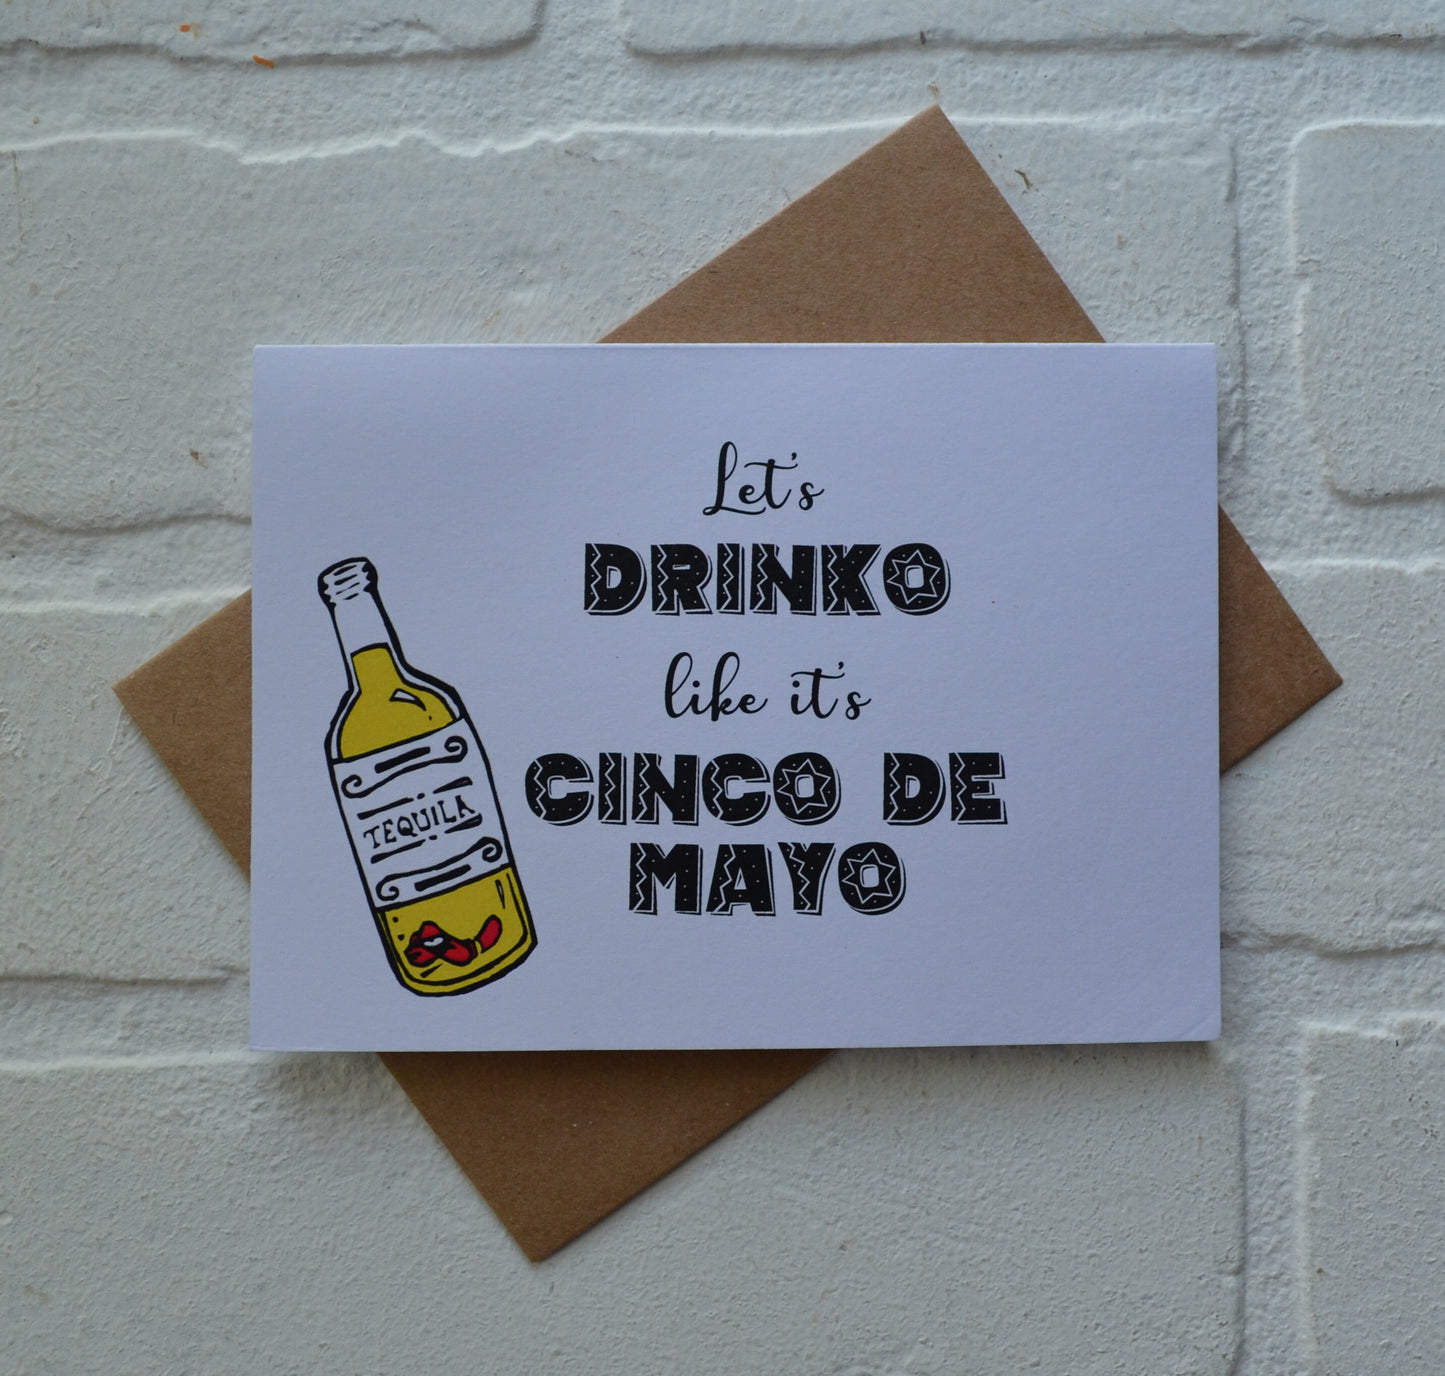 Let's
DRINKO
like it's
CINCO DE
MAYO
TEQUILA